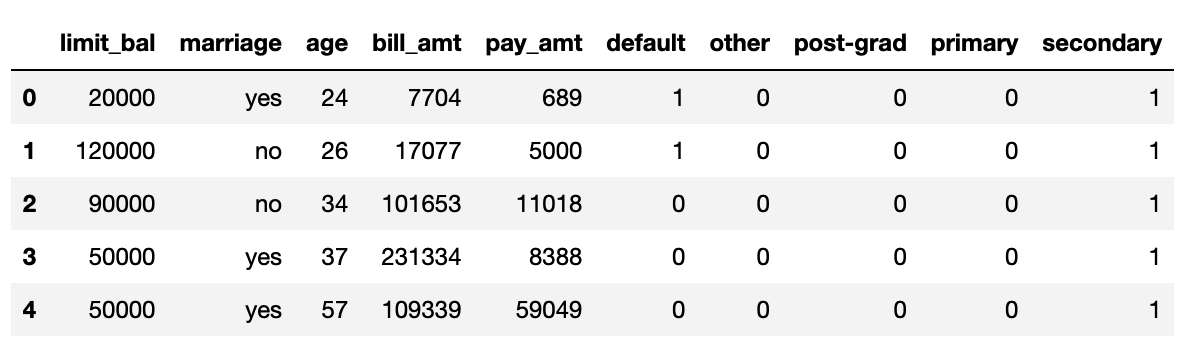 limit_bal marriage age bill_amt pay_amt default other post-grad primary secondary
0 20000 yes 24 7704 689 1 0 0 0 1
1 120000 no 26 17077 5000 1 0 0 0 1
2 90000 no 34 101653 11018 0 0 0 0 1
3 50000 yes 37 231334 8388 0 0 0 0 1
4 50000 yes 57 109339 59049 0 0 0 0 1